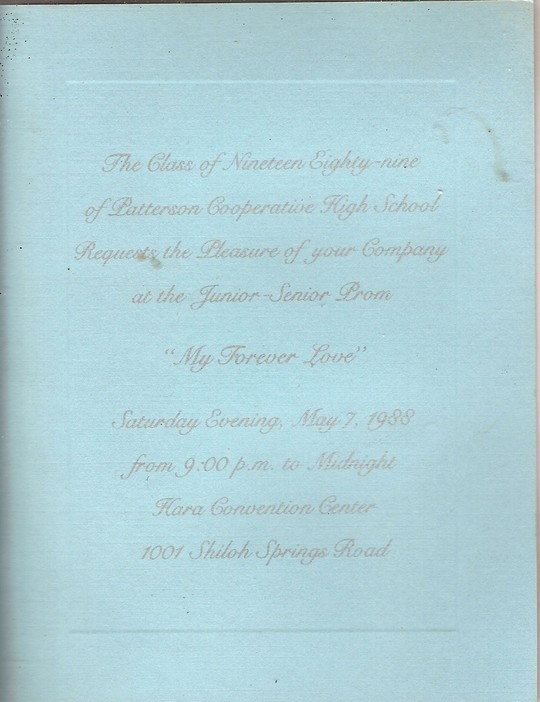 The Class of Nineteen Eighty-nine
of Patterson Cooperative High School
Requests the Pleasure of your Company
at the Junior-Senior Prom
"My Forever Love"
Saturday Evening, May 7, 1988
from 9:00 p.m. to Midnight
Hara Convention Center
1001 Shiloh Springs Road